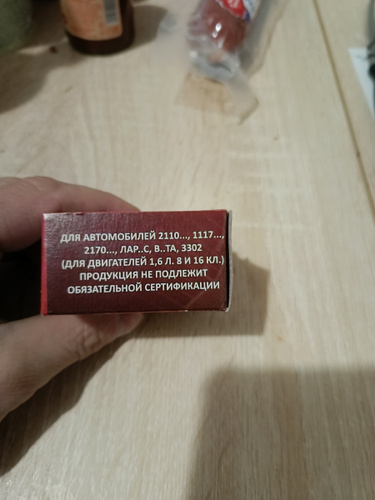 ДЛЯ АВТОМОБИЛЕЙ 2110..., 1117...,
2170..., ЛАР..С, В..ТА, 3302
(ДЛЯ ДВИГАТЕЛЕЙ 1,6 Л. 8 И 16 КЛ.)
ПРОДУКЦИЯ НЕ ПОДЛЕЖИТ
ОБЯЗАТЕЛЬНОЙ СЕРТИФИКАЦИИ